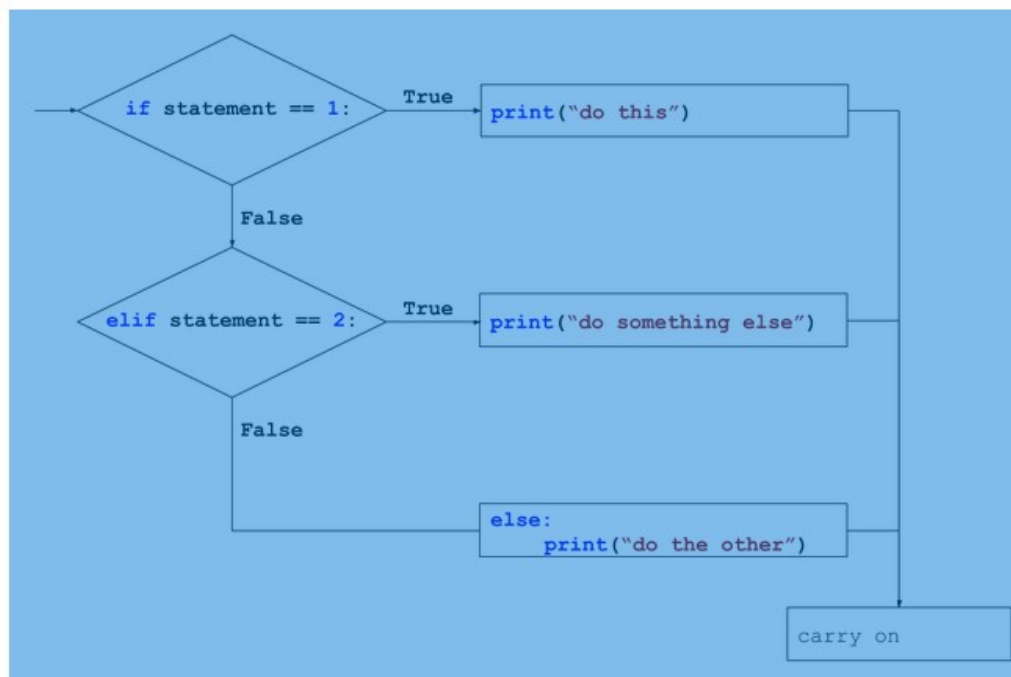 if statement == 1:
True
print(“do this”)
False
elif statement == 2:
True
print(“do something else”)
False
else:
print(“do the other”)
carry on